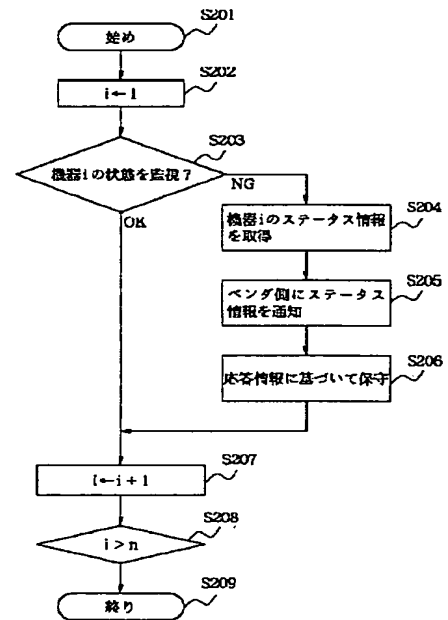 S201
始め
S202
i←1
S203
機器iの状態を監視?
NG
OK
S204
機器iのステータス情報
を取得
S205
ベンダ側にステータス
情報を通知
S206
応答情報に基づいて保守
S207
i←i+1
S208
i>n
S209
終り